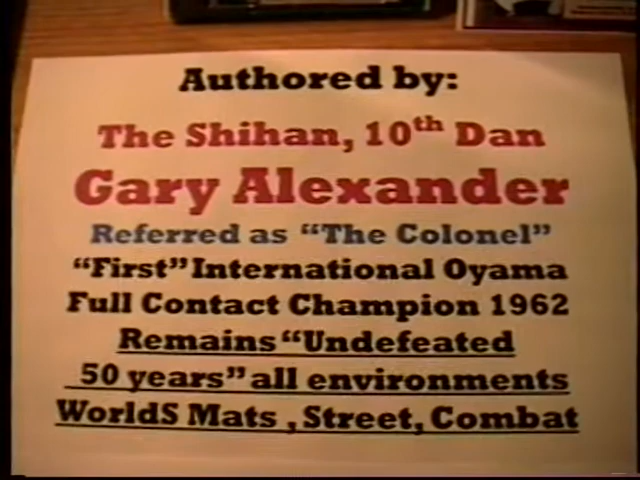 Authored by:
The Shihan, 10th Dan
Gary Alexander
Referred as "The Colonel"
"First" International Oyama
Full Contact Champion 1962
Remains "Undefeated
50 years" all environments
WorldS Mats , Street, Combat